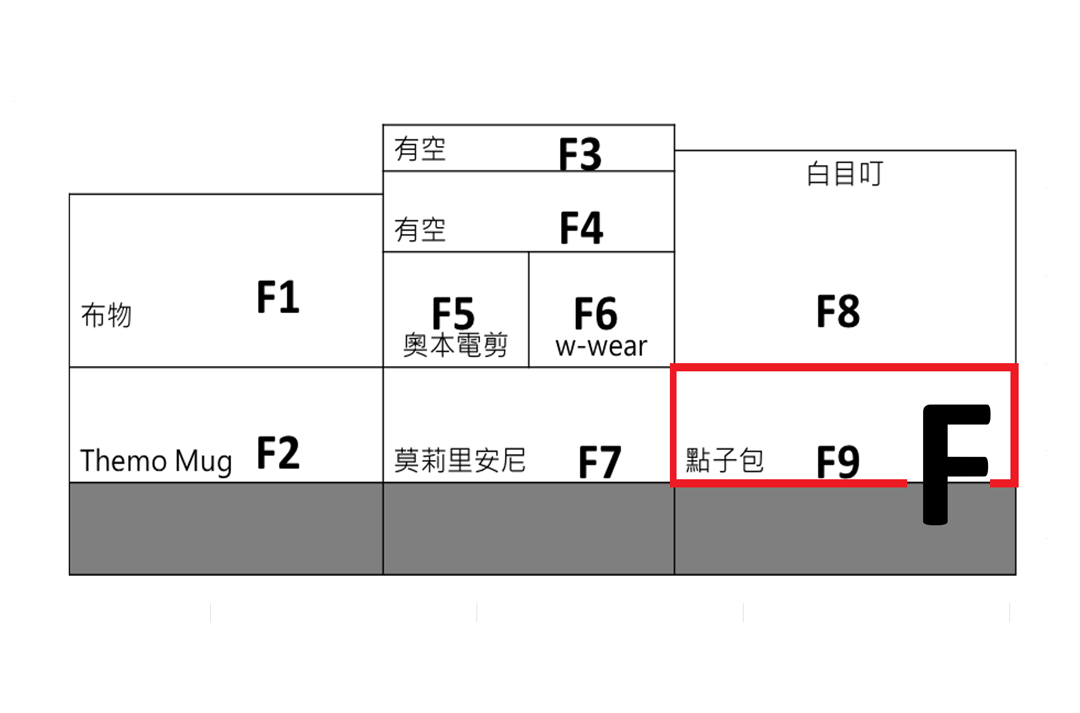 有空 F3
白目叮
有空 F4
布物 F1
F5
奧本電剪
F6
w-wear
F8
Themo Mug F2
莫莉里安尼 F7
點子包 F9
F